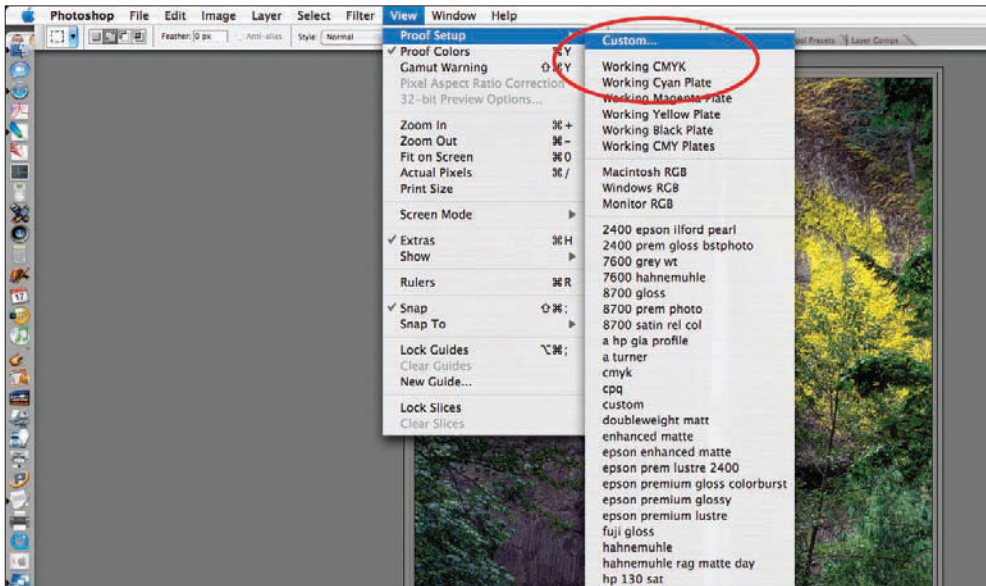 Photoshop File Edit Image Layer Select Filter View Window Help
Feather: 0 px Anti-alias Style: Normal
Tool Presets Layer Comps
Proof Setup
✓ Proof Colors ⌘Y
Gamut Warning ⇧⌘Y
Pixel Aspect Ratio Correction
32-bit Preview Options...
Zoom In ⌘+
Zoom Out ⌘-
Fit on Screen ⌘0
Actual Pixels ⌘/
Print Size
Screen Mode
✓ Extras ⌘H
Show
Rulers ⌘R
✓ Snap ⇧⌘;
Snap To
Lock Guides ⌥⌘;
Clear Guides
New Guide...
Lock Slices
Clear Slices
Custom...
Working CMYK
Working Cyan Plate
Working Magenta Plate
Working Yellow Plate
Working Black Plate
Working CMY Plates
Macintosh RGB
Windows RGB
Monitor RGB
2400 epson ilford pearl
2400 prem gloss bstphoto
7600 grey wt
7600 hahnemuhle
8700 gloss
8700 prem photo
8700 satin rel col
a hp gia profile
a turner
cmyk
cpq
custom
doubleweight matt
enhanced matte
epson enhanced matte
epson prem lustre 2400
epson premium gloss colorburst
epson premium glossy
epson premium lustre
fuji gloss
hahnemuhle
hahnemuhle rag matte day
hp 130 sat
17